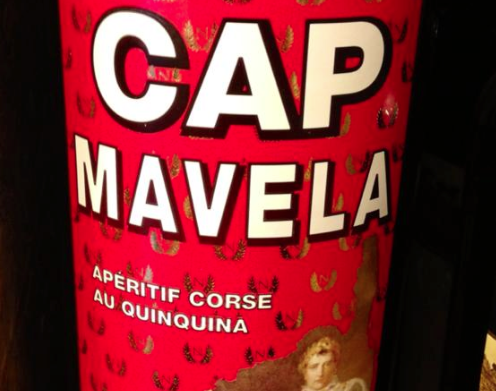 CAP
MAVELA
APÉRITIF CORSE
AU QUINQUINA